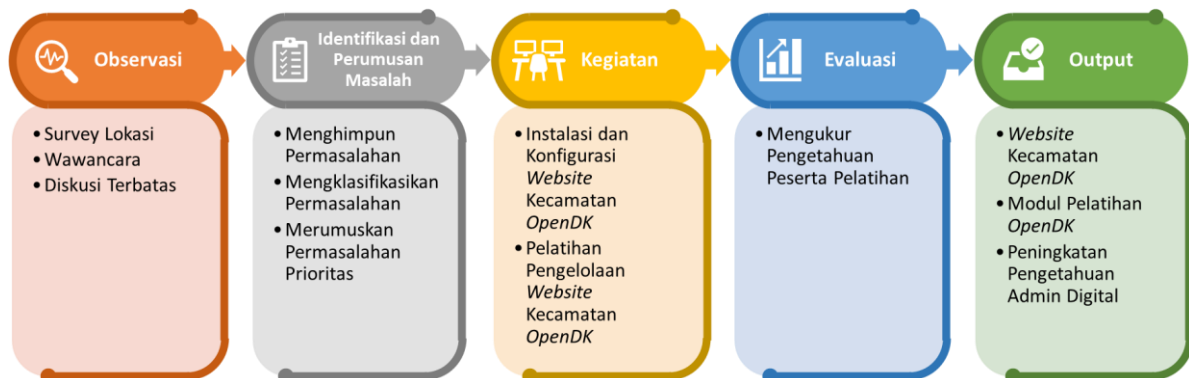 Observasi
• Survey Lokasi
• Wawancara
• Diskusi Terbatas
Identifikasi dan
Perumusan
Masalah
• Menghimpun
Permasalahan
• Mengklasifikasikan
Permasalahan
• Merumuskan
Permasalahan
Prioritas
Kegiatan
• Instalasi dan
Konfigurasi
Website
Kecamatan
OpenDK
• Pelatihan
Pengelolaan
Website
Kecamatan
OpenDK
Evaluasi
• Mengukur
Pengetahuan
Peserta Pelatihan
Output
• Website
Kecamatan
OpenDK
• Modul Pelatihan
OpenDK
• Peningkatan
Pengetahuan
Admin Digital